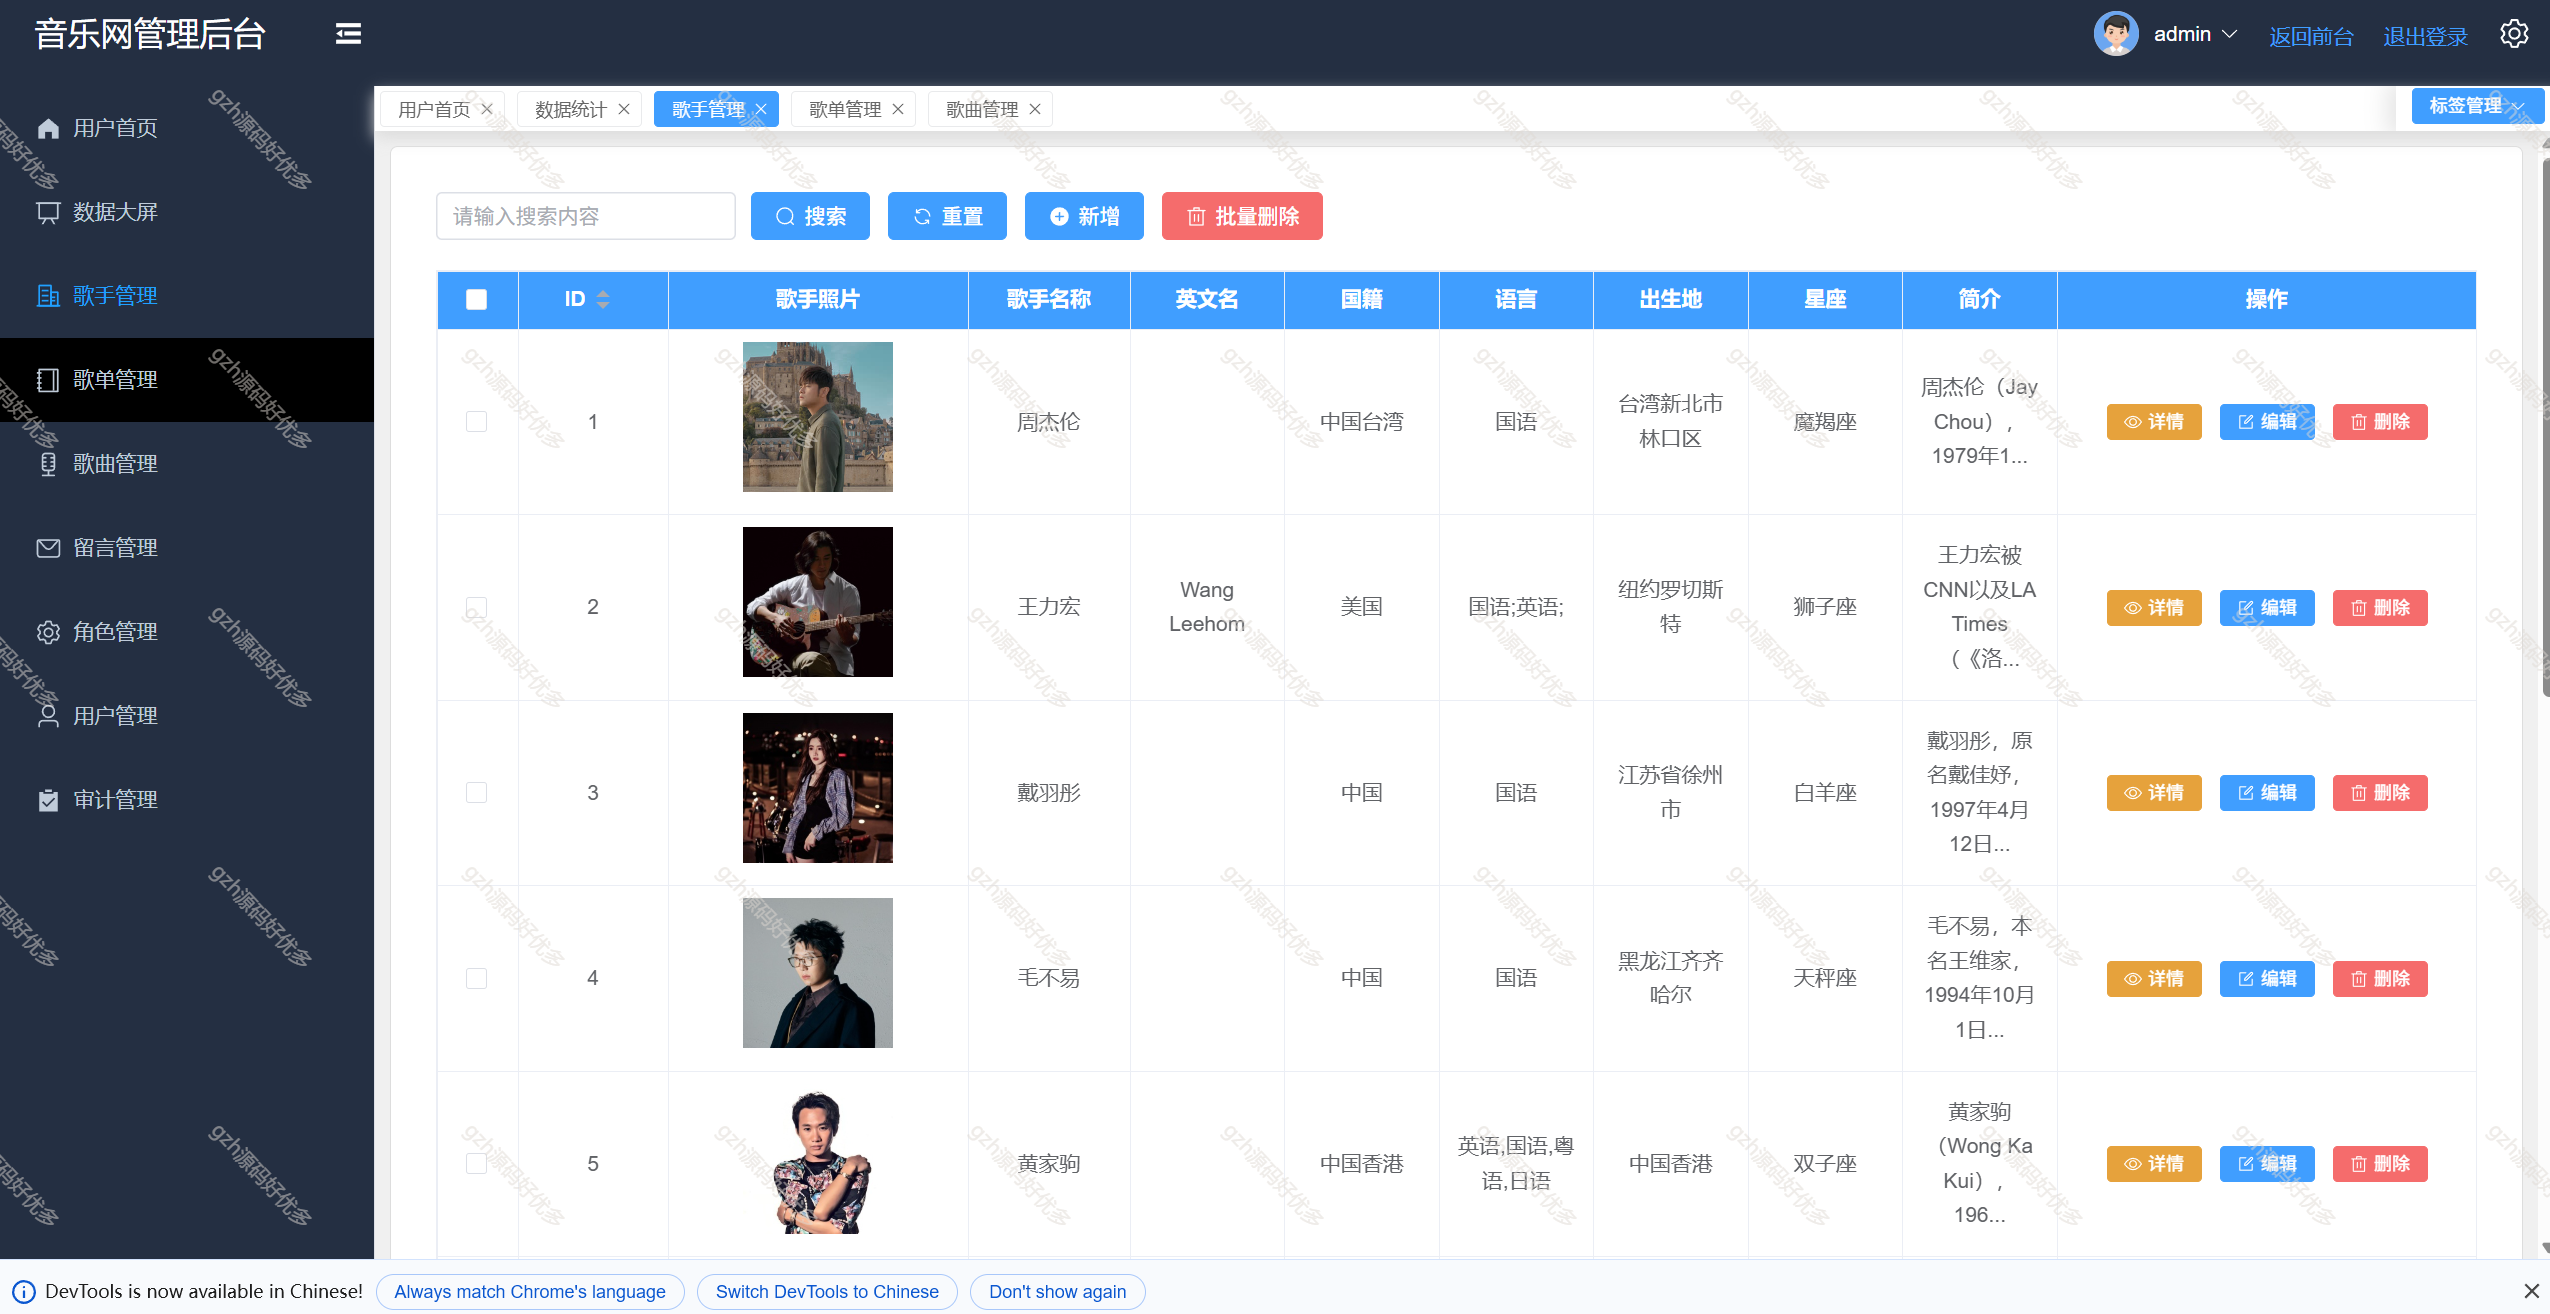 音乐网管理后台
admin
返回前台
退出登录
用户首页
数据大屏
歌手管理
歌单管理
歌曲管理
留言管理
角色管理
用户管理
审计管理
用户首页 数据统计 歌手管理 歌单管理 歌曲管理 标签管理
请输入搜索内容 搜索 重置 新增 批量删除
ID 歌手照片 歌手名称 英文名 国籍 语言 出生地 星座 简介 操作
1 周杰伦 中国台湾 国语 台湾新北市林口区 魔羯座 周杰伦（Jay Chou），1979年1... 详情 编辑 删除
2 王力宏 Wang Leehom 美国 国语;英语; 纽约罗切斯特 狮子座 王力宏被CNN以及LA Times（《洛... 详情 编辑 删除
3 戴羽彤 中国 国语 江苏省徐州市 白羊座 戴羽彤，原名戴佳妤，1997年4月12日... 详情 编辑 删除
4 毛不易 中国 国语 黑龙江齐齐哈尔 天秤座 毛不易，本名王维家，1994年10月1日... 详情 编辑 删除
5 黄家驹 中国香港 英语,国语,粤语,日语 中国香港 双子座 黄家驹（Wong Ka Kui），196... 详情 编辑 删除
DevTools is now available in Chinese! Always match Chrome's language Switch DevTools to Chinese Don't show again
gzh源码好优多